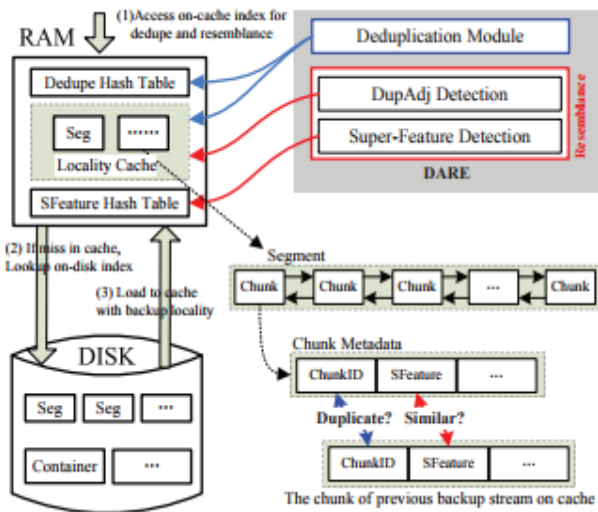 (1)Access on-cache index for
dedupe and resemblance
RAM
Deduplication Module
Dedupe Hash Table
DupAdj Detection
Seg
......
Super-Feature Detection
Resemblance
Locality Cache
DARE
SFeature Hash Table
(2) If miss in cache,
Lookup on-disk index
Segment
(3) Load to cache
with backup locality
Chunk
Chunk
Chunk
...
Chunk
DISK
Chunk Metadata
ChunkID
SFeature
...
Seg
Seg
...
Duplicate?
Similar?
Container
...
ChunkID
SFeature
...
The chunk of previous backup stream on cache